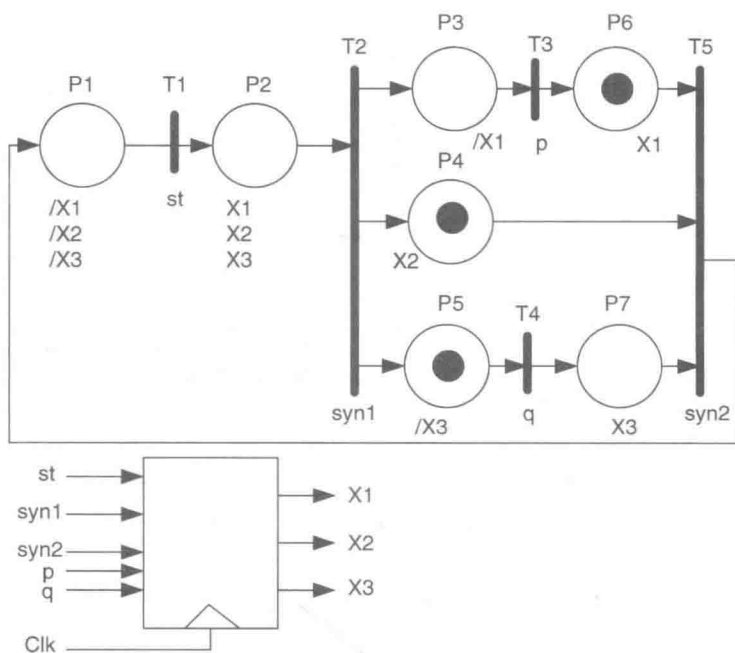 P1
T1
P2
T2
P3
T3
P6
T5
/X1
p
X1
st
/X1
/X2
/X3
X1
X2
X3
P4
X2
P5
T4
P7
syn1
/X3
q
X3
syn2
st
syn1
syn2
p
q
Clk
X1
X2
X3